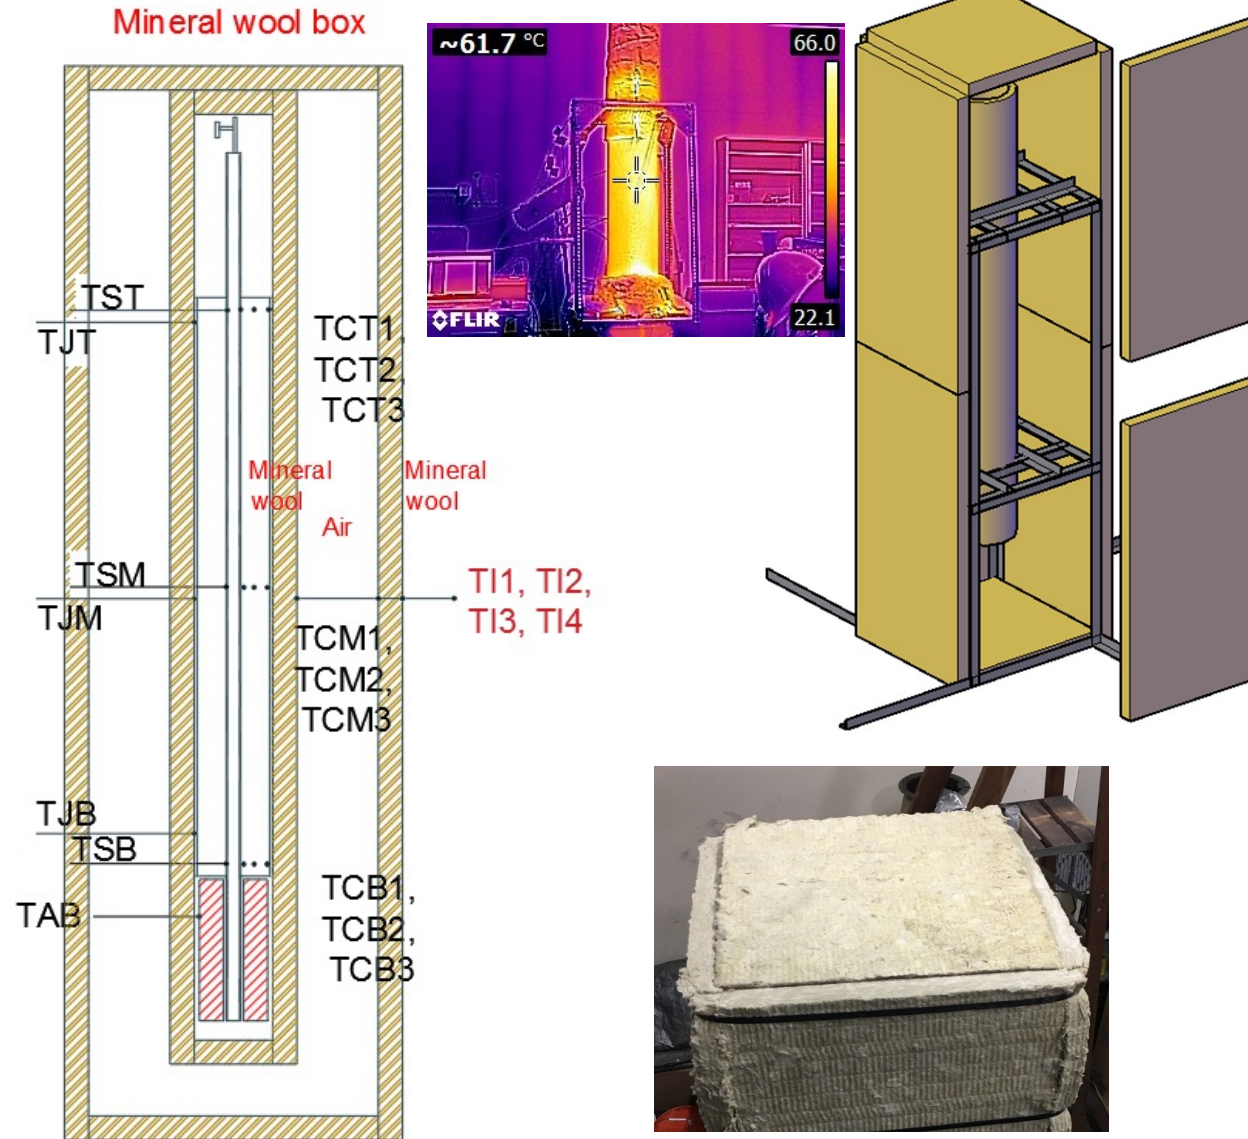 Mineral wool box
~61.7 °C
66.0
22.1
FLIR
TST
TJT
TCT1,
TCT2,
TCT3
Mineral
wool
Mineral
wool
Air
TSM
TJM
TI1, TI2,
TI3, TI4
TCM1,
TCM2,
TCM3
TJB
TSB
TAB
TCB1,
TCB2,
TCB3